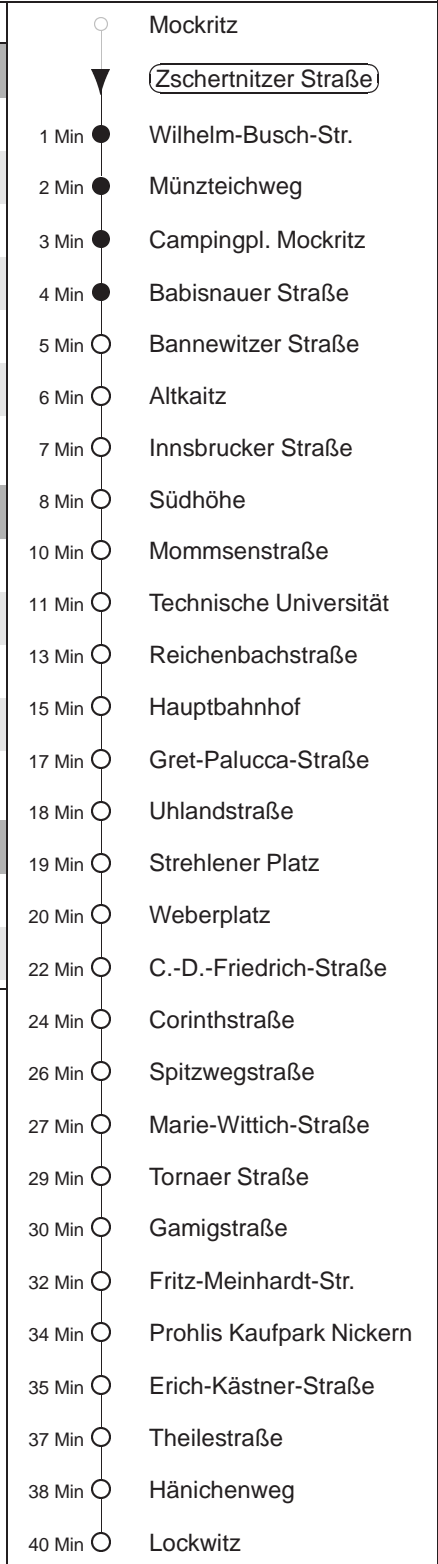 Mockritz
Zschertnitzer Straße
1 Min Wilhelm-Busch-Str.
2 Min Münzteichweg
3 Min Campingpl. Mockritz
4 Min Babisnauer Straße
5 Min Bannewitzer Straße
6 Min Altkaitz
7 Min Innsbrucker Straße
8 Min Südhöhe
10 Min Mommsenstraße
11 Min Technische Universität
13 Min Reichenbachstraße
15 Min Hauptbahnhof
17 Min Gret-Palucca-Straße
18 Min Uhlandstraße
19 Min Strehlener Platz
20 Min Weberplatz
22 Min C.-D.-Friedrich-Straße
24 Min Corinthstraße
26 Min Spitzwegstraße
27 Min Marie-Wittich-Straße
29 Min Tornaer Straße
30 Min Gamigstraße
32 Min Fritz-Meinhardt-Str.
34 Min Prohlis Kaufpark Nickern
35 Min Erich-Kästner-Straße
37 Min Theilestraße
38 Min Hänichenweg
40 Min Lockwitz